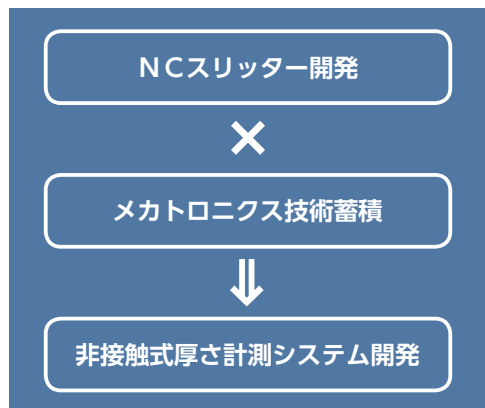 ＮＣスリッター開発
×
メカトロニクス技術蓄積
⇓
非接触式厚さ計測システム開発